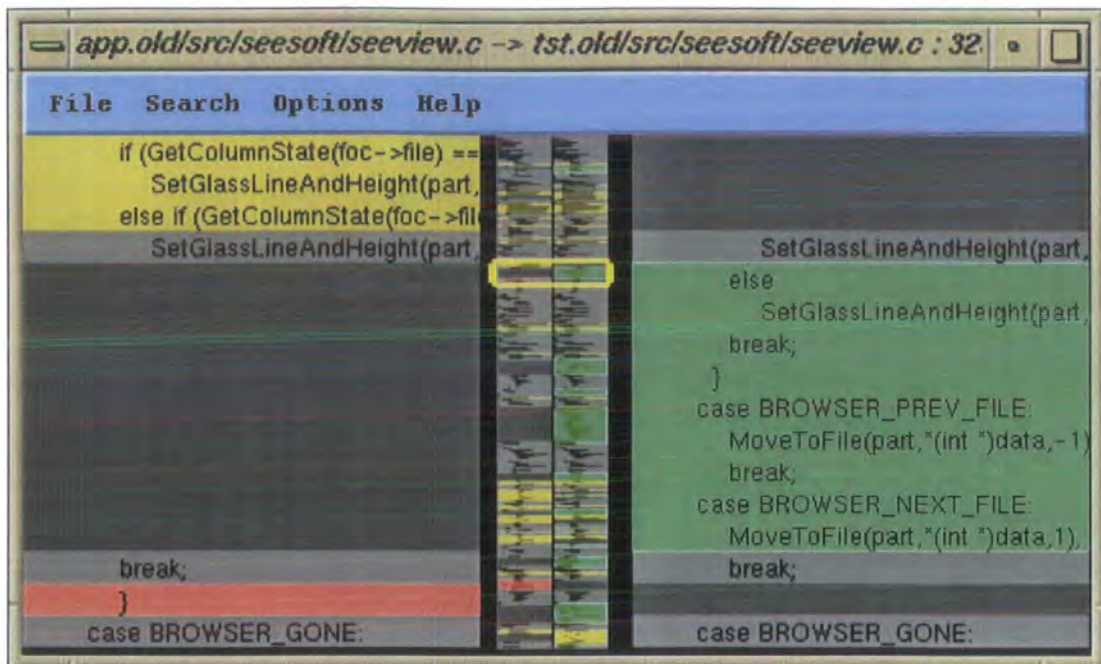 app.old/src/seesoft/seeview.c -> tst.old/src/seesoft/seeview.c : 32
File Search Options Help
if (GetColumnState(foc->file) ==
SetGlassLineAndHeight(part,
else if (GetColumnState(foc->file
SetGlassLineAndHeight(part,
break;
}
case BROWSER_GONE:
SetGlassLineAndHeight(part,
else
SetGlassLineAndHeight(part,
break;
}
case BROWSER_PREV_FILE:
MoveToFile(part,*(int *)data,-1)
break;
case BROWSER_NEXT_FILE:
MoveToFile(part,*(int *)data,1),
break;
case BROWSER_GONE: